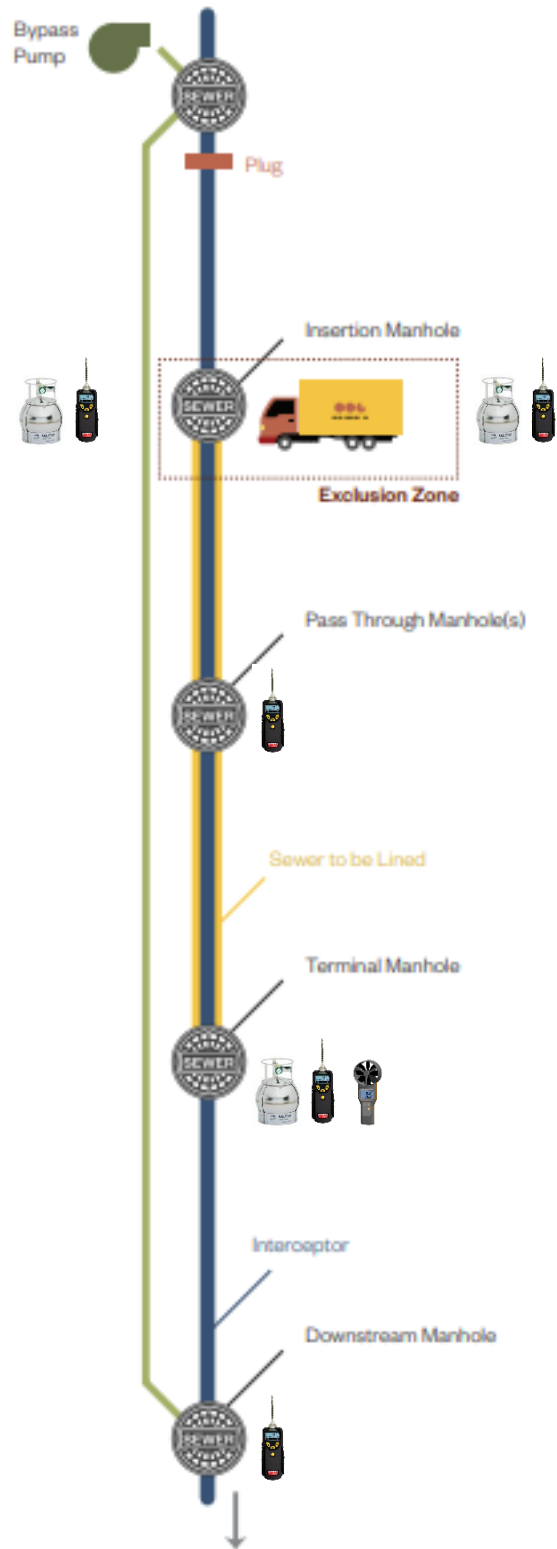 Bypass
Pump
SEWER
Plug
Insertion Manhole
SEWER
Exclusion Zone
Pass Through Manhole(s)
SEWER
Sewer to be Lined
Terminal Manhole
SEWER
Interceptor
Downstream Manhole
SEWER